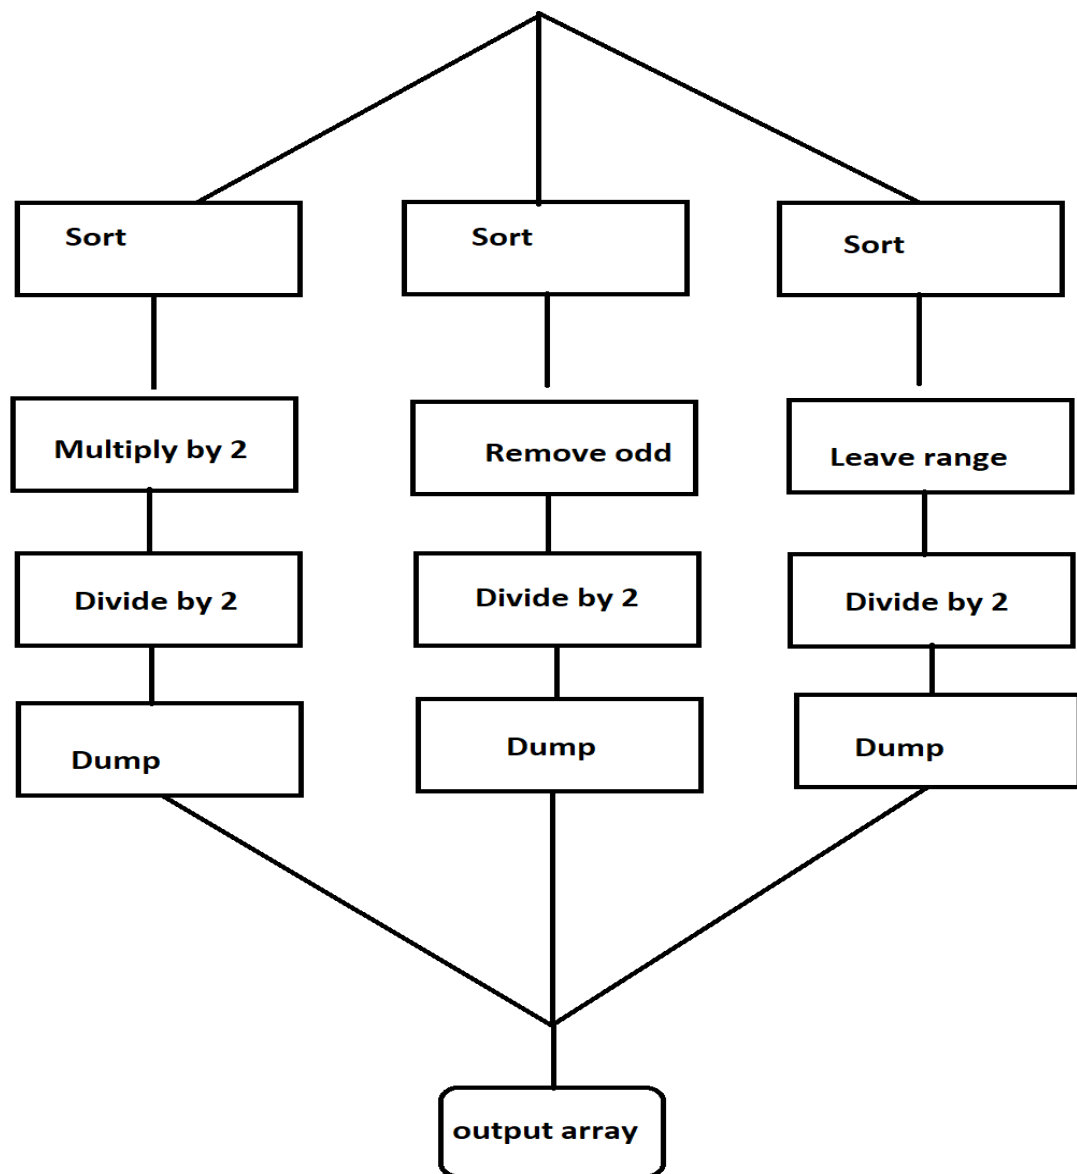 Sort
Sort
Sort
Multiply by 2
Remove odd
Leave range
Divide by 2
Divide by 2
Divide by 2
Dump
Dump
Dump
output array